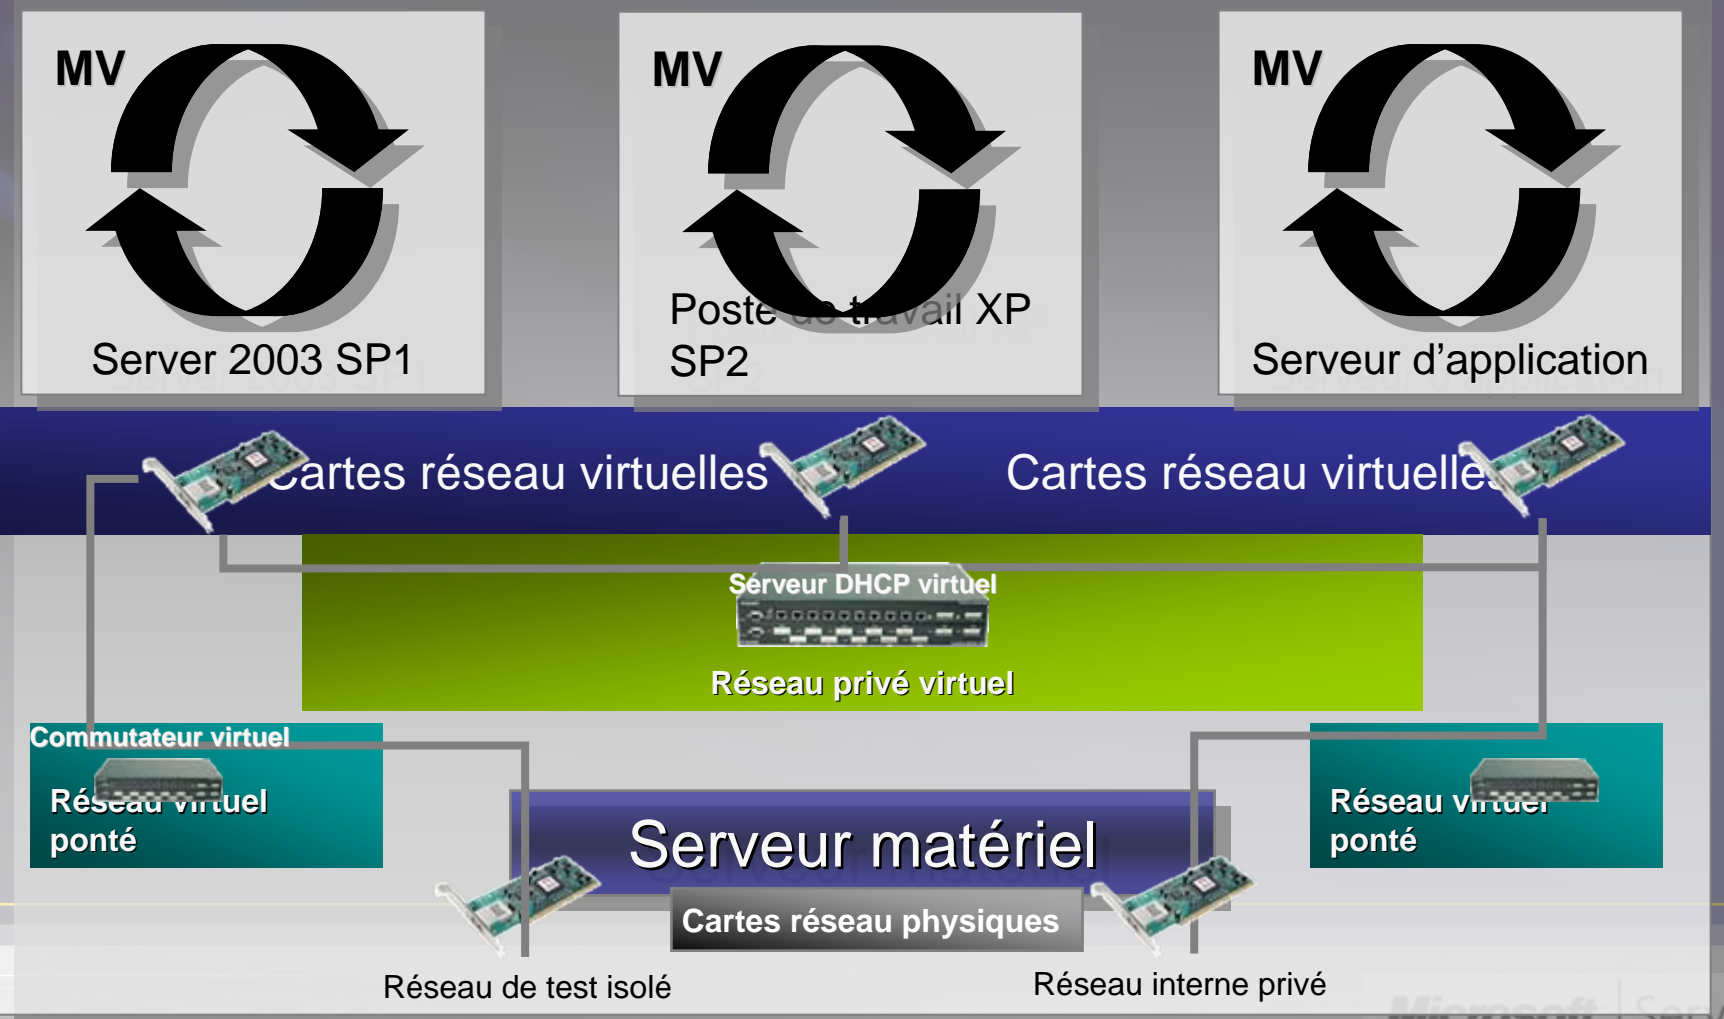 MV
MV
MV
Server 2003 SP1
Poste de travail XP
SP2
Serveur d'application
Cartes réseau virtuelles
Cartes réseau virtuelles
Serveur DHCP virtuel
Réseau privé virtuel
Commutateur virtuel
Réseau virtuel
ponté
Réseau virtuel
ponté
Serveur matériel
Cartes réseau physiques
Réseau de test isolé
Réseau interne privé
Microsoft